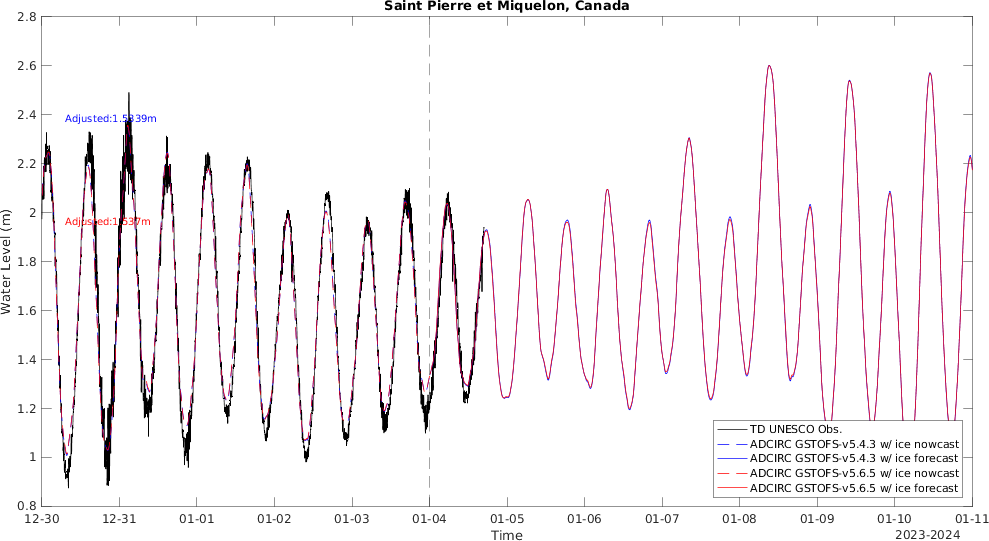 Saint Pierre et Miquelon, Canada
2.8
2.6
2.4
2.2
2
1.8
1.6
1.4
1.2
1
0.8
Water Level (m)
Adjusted:1.5339m
Adjusted:1.537m
TD UNESCO Obs.
ADCIRC GSTOFS-v5.4.3 w/ ice nowcast
ADCIRC GSTOFS-v5.4.3 w/ ice forecast
ADCIRC GSTOFS-v5.6.5 w/ ice nowcast
ADCIRC GSTOFS-v5.6.5 w/ ice forecast
12-30 12-31 01-01 01-02 01-03 01-04 01-05 01-06 01-07 01-08 01-09 01-10 01-11
Time
2023-2024